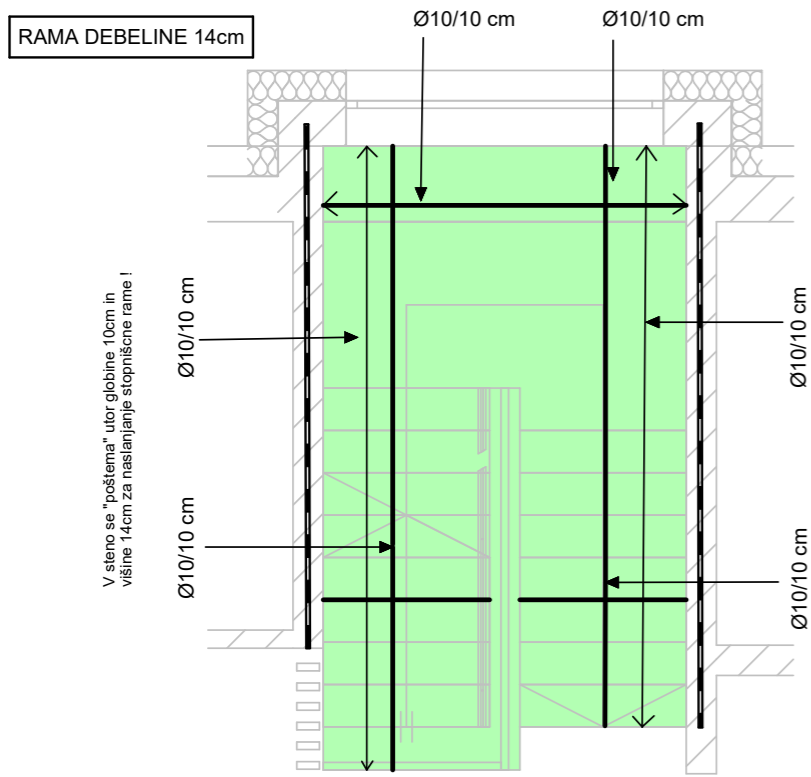 RAMA DEBELINE 14cm
Ø10/10 cm
Ø10/10 cm
V steno se "poštema" utor globine 10cm in
višine 14cm za naslanjanje stopnišcne rame !
Ø10/10 cm
Ø10/10 cm
Ø10/10 cm
Ø10/10 cm